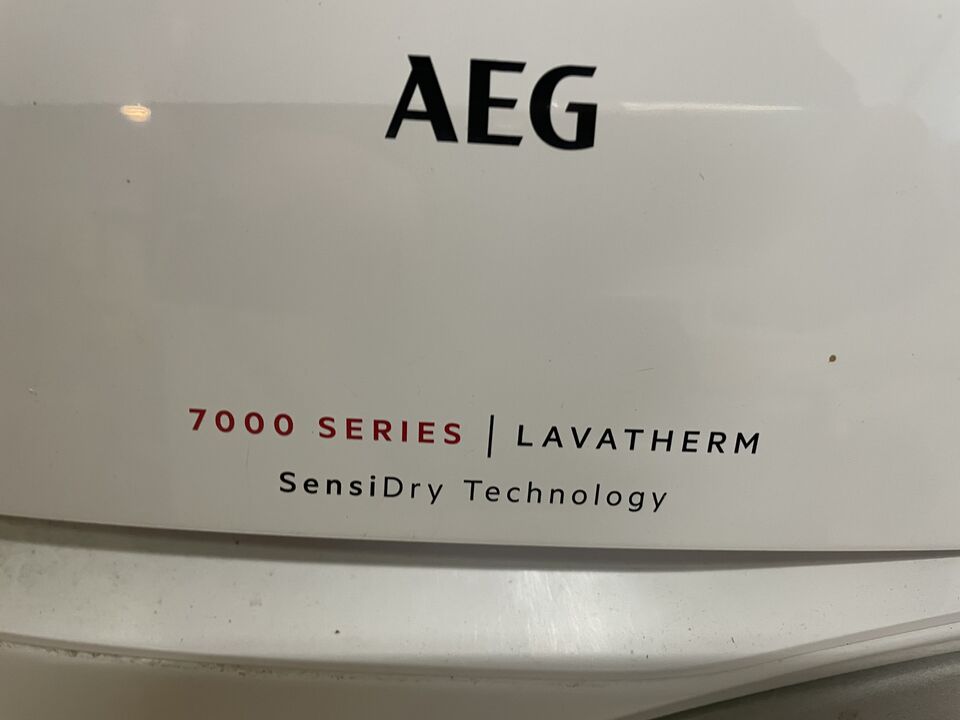 AEG
7000 SERIES | LAVATHERM
SensiDry Technology